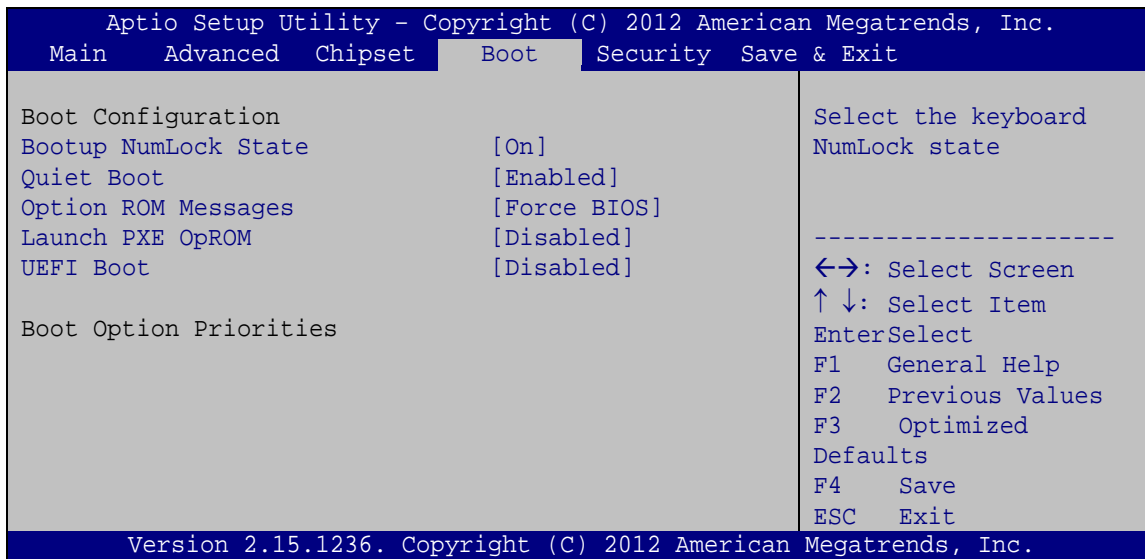 Aptio Setup Utility – Copyright (C) 2012 American Megatrends, Inc.
Main Advanced Chipset Boot Security Save & Exit
Boot Configuration
Bootup NumLock State [On]
Quiet Boot [Enabled]
Option ROM Messages [Force BIOS]
Launch PXE OpROM [Disabled]
UEFI Boot [Disabled]
Boot Option Priorities
Select the keyboard
NumLock state
---------------------
←→: Select Screen
↑ ↓: Select Item
EnterSelect
F1 General Help
F2 Previous Values
F3 Optimized
Defaults
F4 Save
ESC Exit
Version 2.15.1236. Copyright (C) 2012 American Megatrends, Inc.